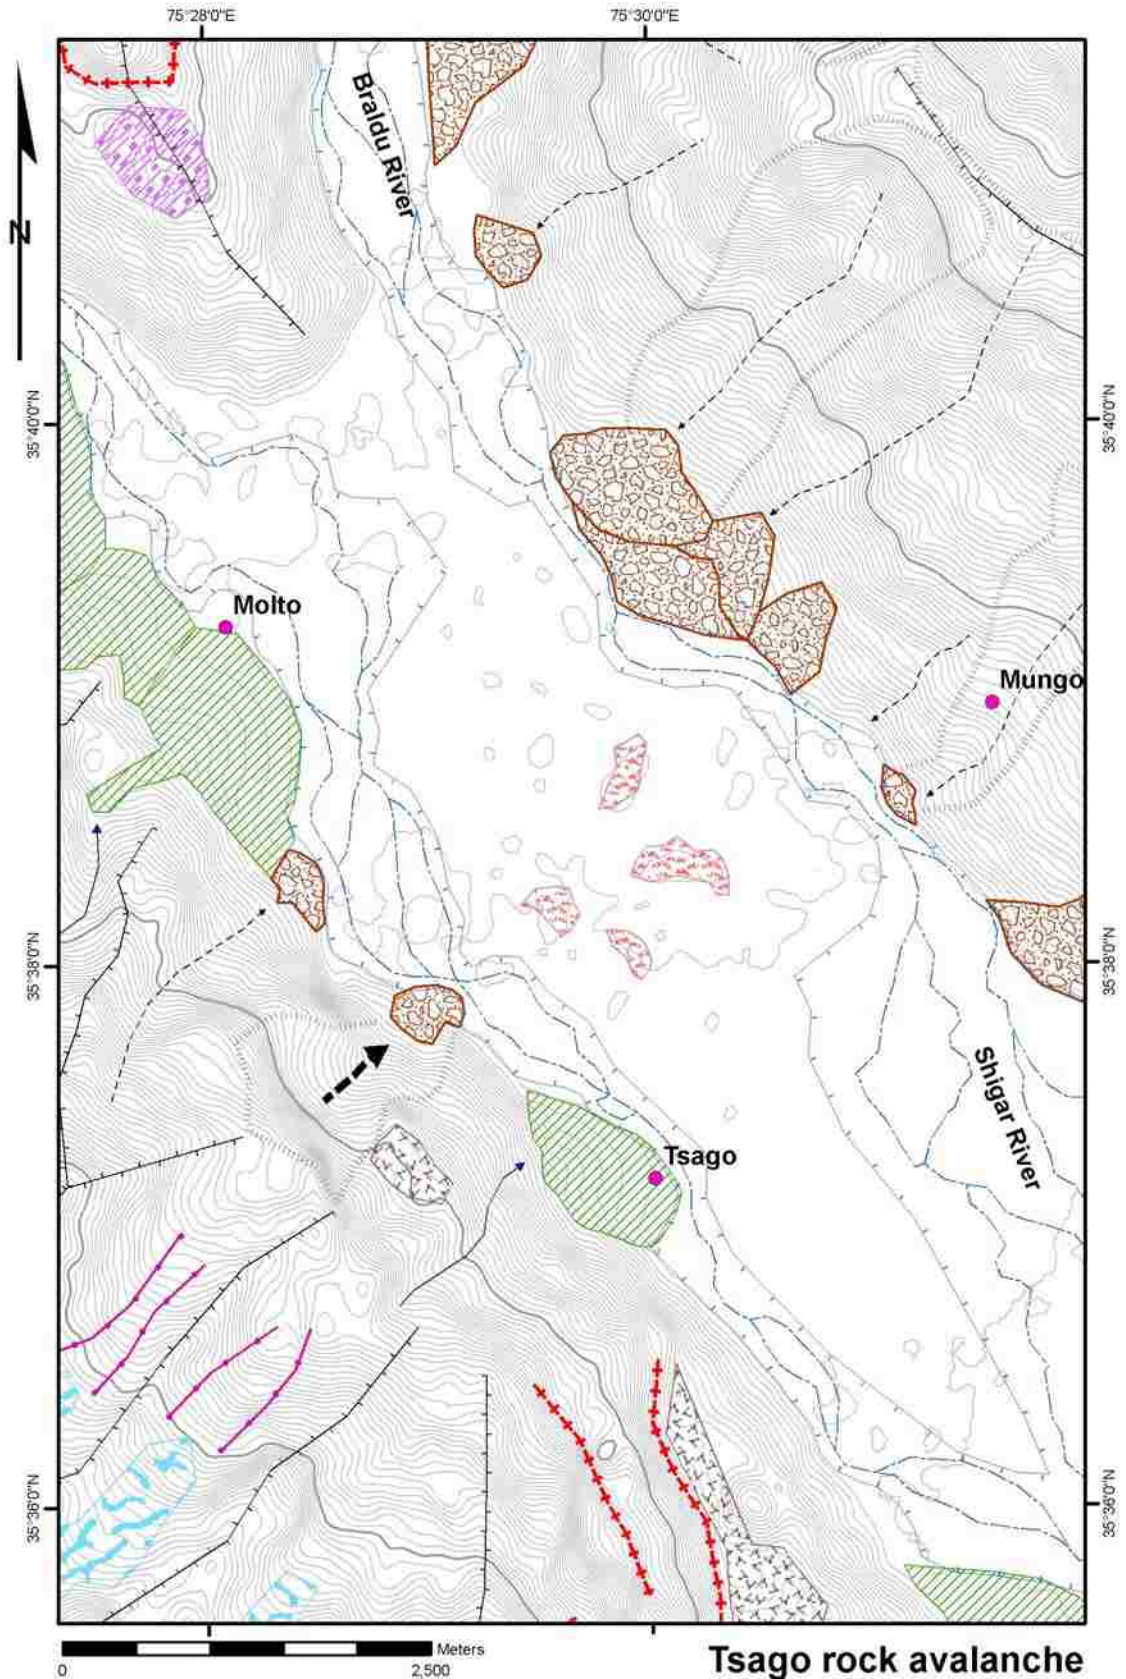 75°28'0"E
75°30'0"E
Braldu River
N
35°40'0"N
35°40'0"N
Molto
Mungo
35°38'0"N
35°38'0"N
Shigar River
Tsago
35°36'0"N
35°36'0"N
Meters
0
2,500
Tsago rock avalanche